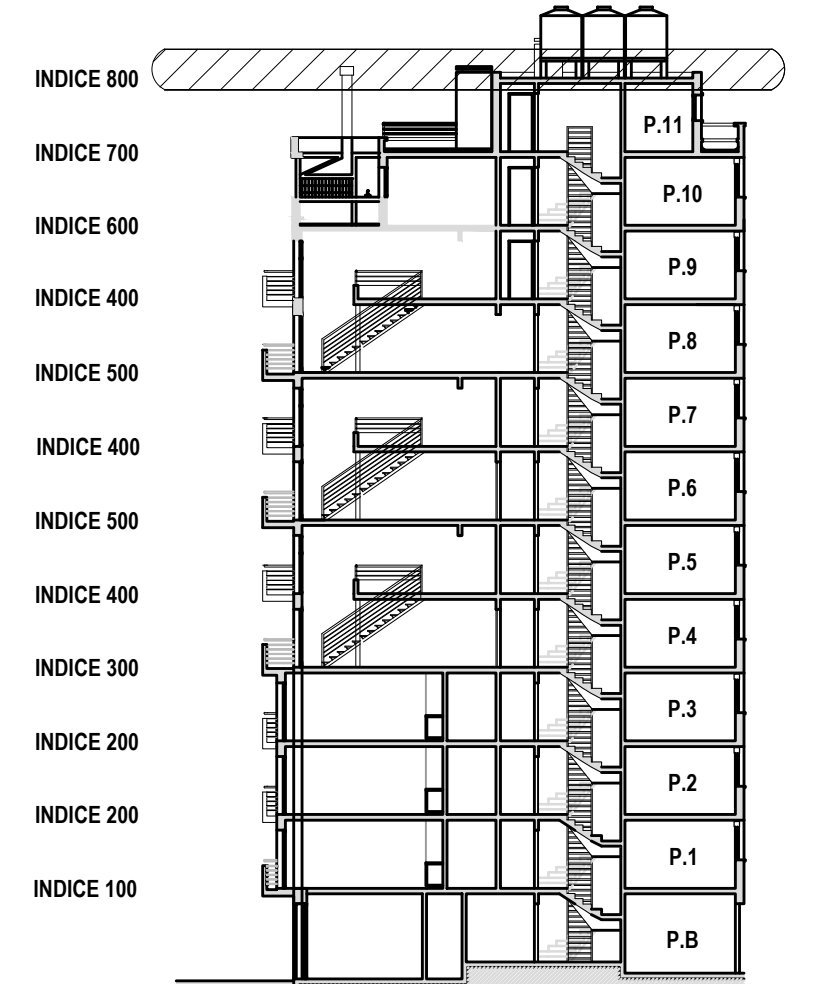 INDICE 800
P.11
INDICE 700
P.10
INDICE 600
P.9
INDICE 400
P.8
INDICE 500
P.7
INDICE 400
P.6
INDICE 500
P.5
INDICE 400
P.4
INDICE 300
P.3
INDICE 200
P.2
INDICE 200
P.1
INDICE 100
P.B